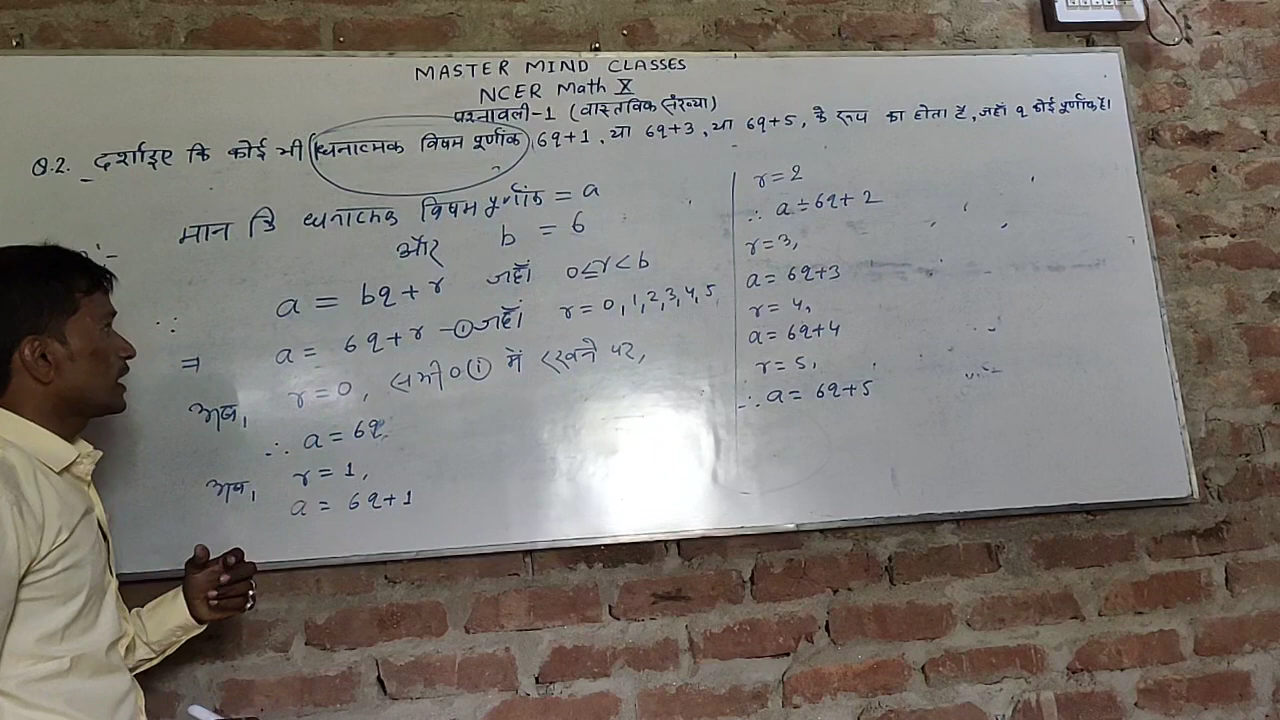 MASTER MIND CLASSES
NCER Math X
प्रश्नावली-1 (वास्तविक संख्या)
Q.2. दर्शाइए कि कोई भी धनात्मक विषम पूर्णांक 6q+1, या 6q+3, या 6q+5, के रूप का होता है, जहाँ q कोई पूर्णांक है।
मान कि धनात्मक विषम पूर्णांक = a
और b = 6
∴ a = bq+r जहाँ 0≤r<b
⇒ a = 6q+r —① जहाँ r=0,1,2,3,4,5
अब, r=0, ① में रखने पर,
∴ a=6q
अब, r=1,
a= 6q+1
r=2
∴ a=6q+2
r=3,
a=6q+3
r=4,
a=6q+4
r=5,
∴ a= 6q+5